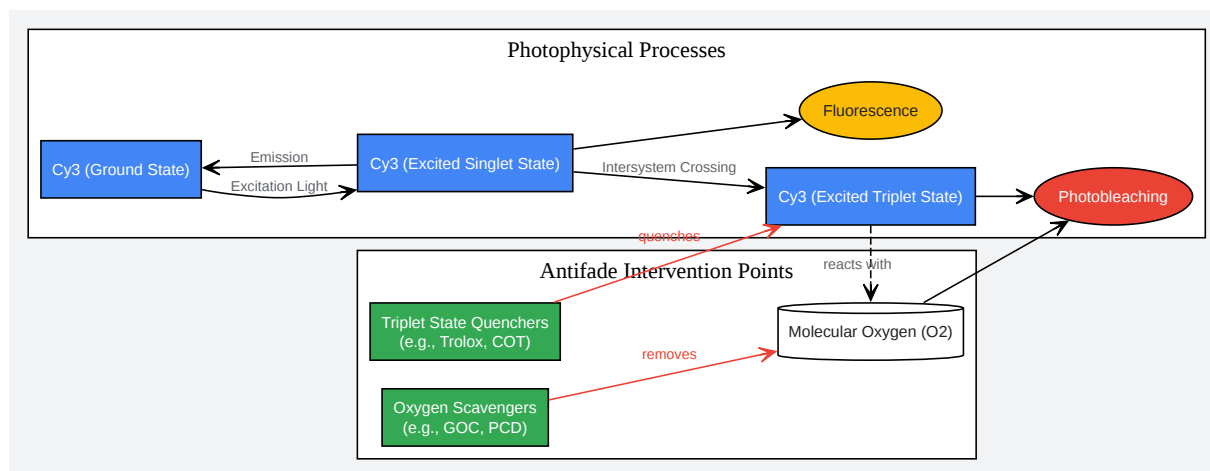 Photophysical Processes
Fluorescence
Emission
Cy3 (Ground State)
Excitation Light
Cy3 (Excited Singlet State)
Intersystem Crossing
Cy3 (Excited Triplet State)
Photobleaching
quenches
Antifade Intervention Points
reacts with
Triplet State Quenchers
(e.g., Trolox, COT)
Molecular Oxygen (O2)
removes
Oxygen Scavengers
(e.g., GOC, PCD)